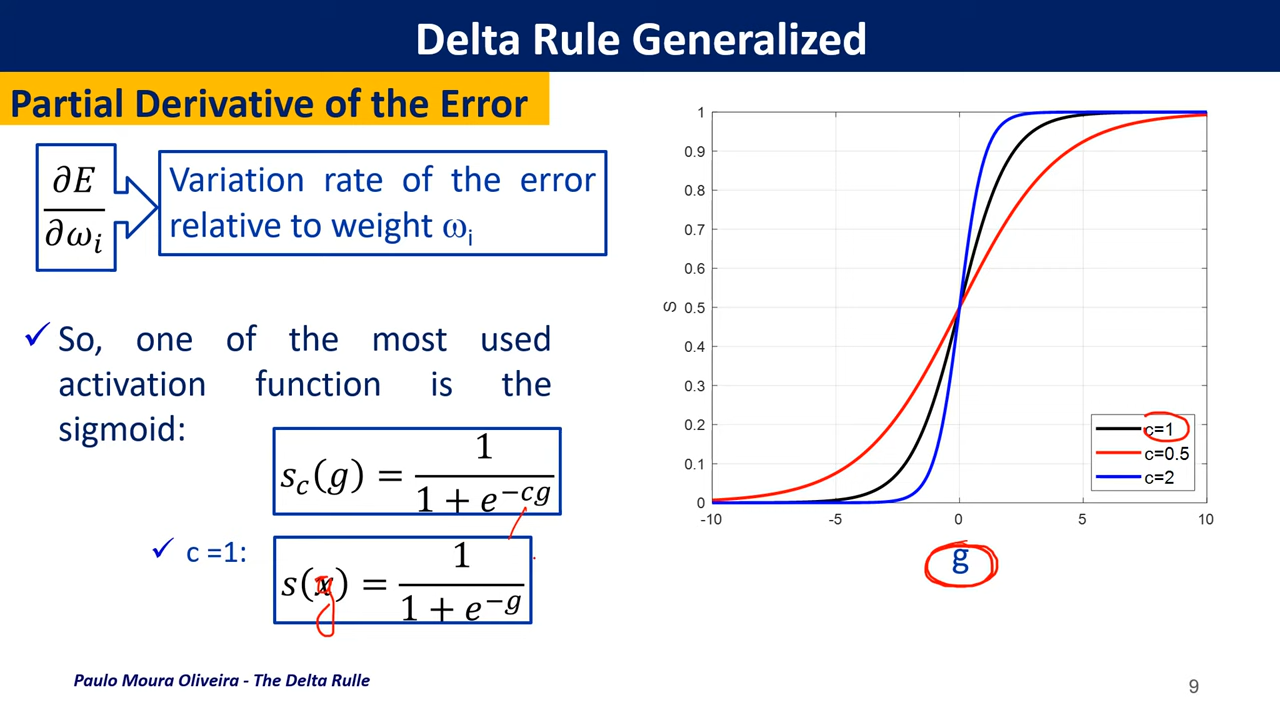 Delta Rule Generalized
Partial Derivative of the Error
∂E/∂ω_i
Variation rate of the error
relative to weight ω_i
✓ So, one of the most used
activation function is the
sigmoid:
s_c(g) = 1/(1 + e^{-cg})
✓ c =1:
s(x) = 1/(1 + e^{-g})
g
1
0.9
0.8
0.7
0.6
0.5
0.4
0.3
0.2
0.1
0
S
-10 -5 0 5 10
c=1
c=0.5
c=2
g
Paulo Moura Oliveira - The Delta Rulle
9